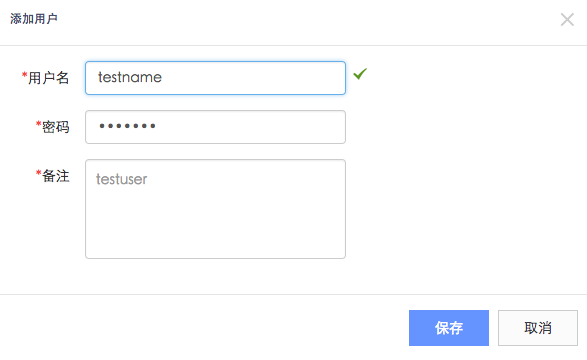 添加用户
*用户名 testname
*密码 •••••••
*备注 testuser
保存 取消